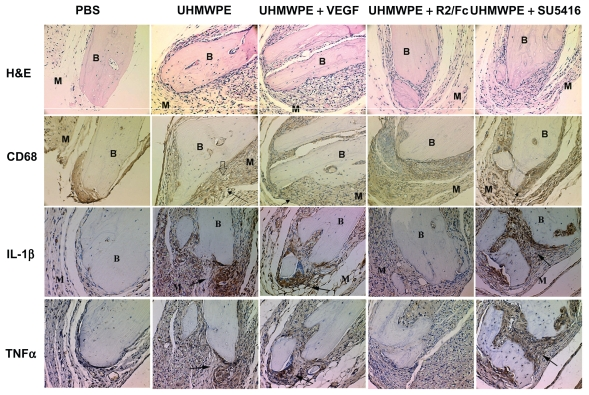 PBS UHMWPE UHMWPE + VEGF UHMWPE + R2/Fc UHMWPE + SU5416
H&E M B B M B M B M B M
CD68 M B B M B M B M B M
IL-1β M B B M B M B M B M
TNFα